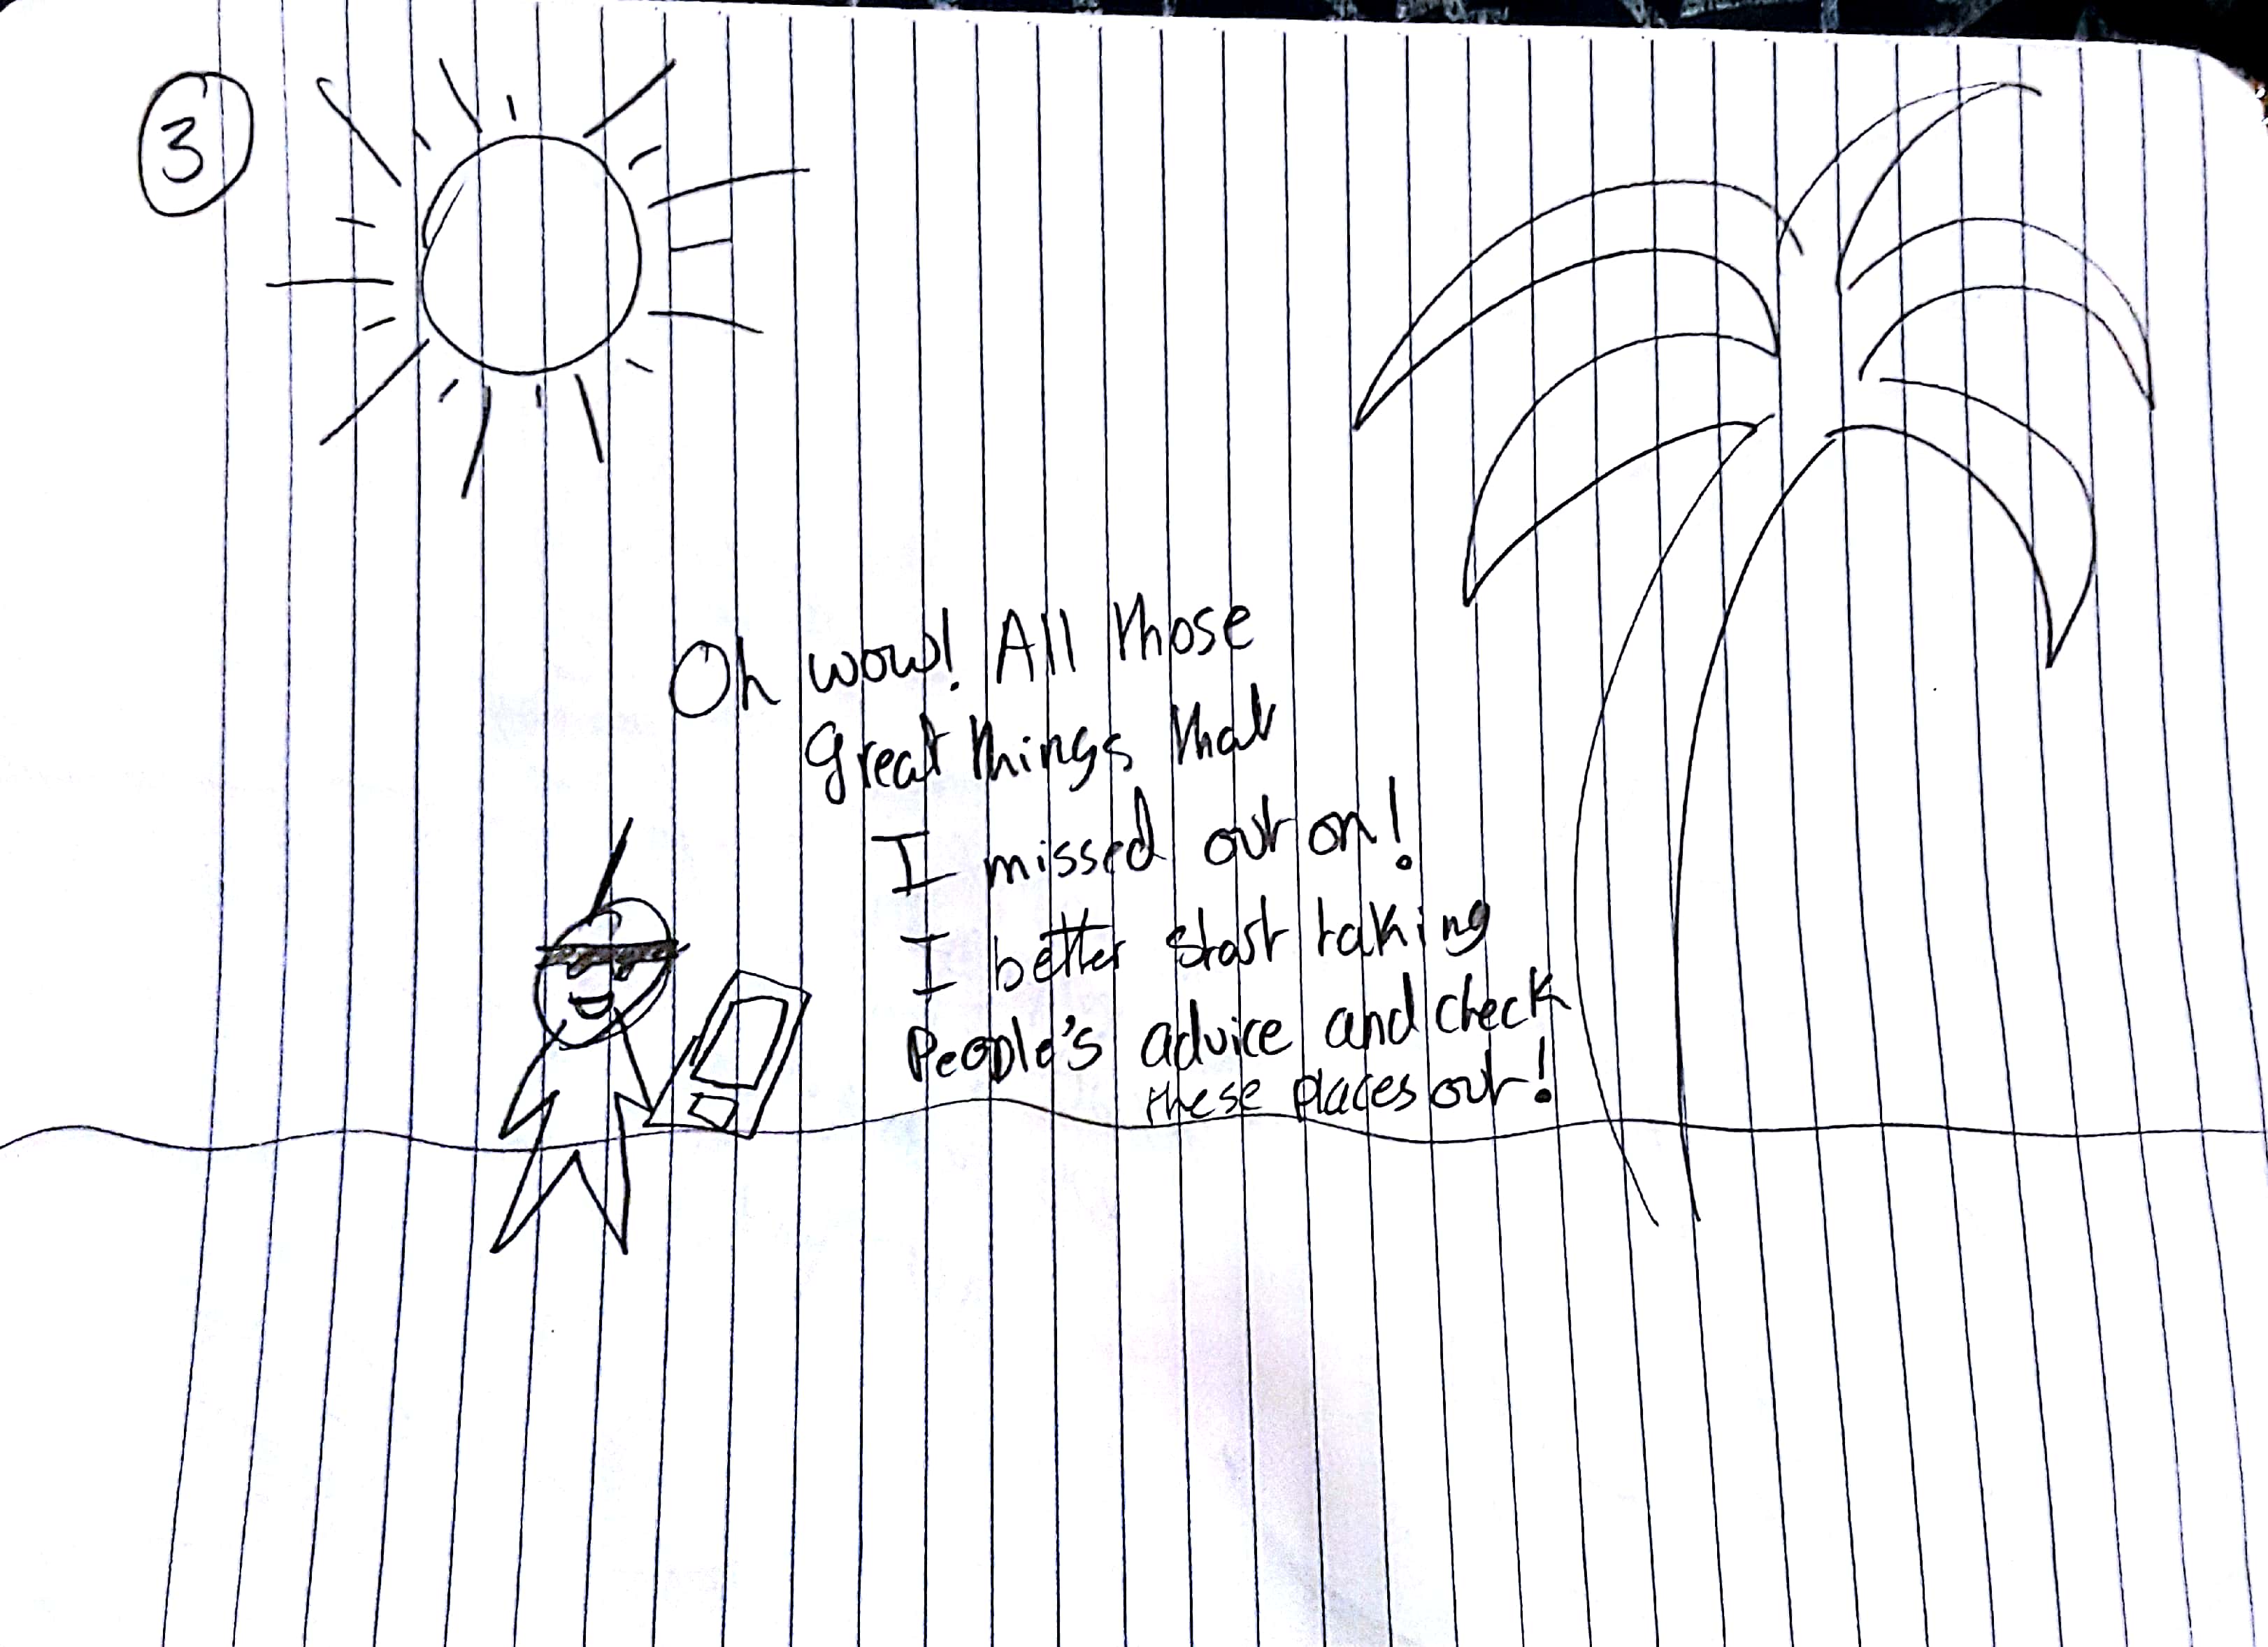 3
Oh wow! All those
great things that
I missed out on!
I better start taking
People's advice and check
these places out!